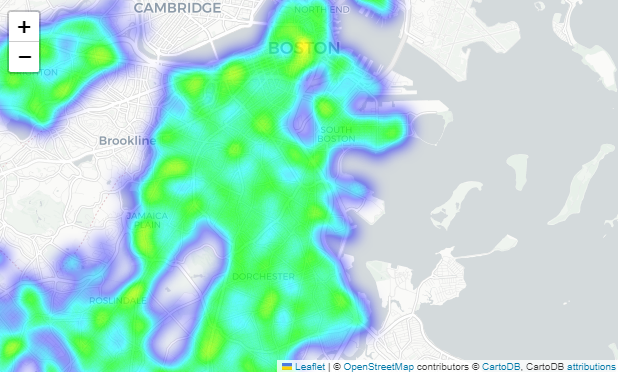 +
−
CAMBRIDGE
NORTH END
BOSTON
Brookline
SOUTH
BOSTON
JAMAICA
PLAIN
DORCHESTER
ROSLINDALE
Leaflet | © OpenStreetMap contributors © CartoDB, CartoDB attributions